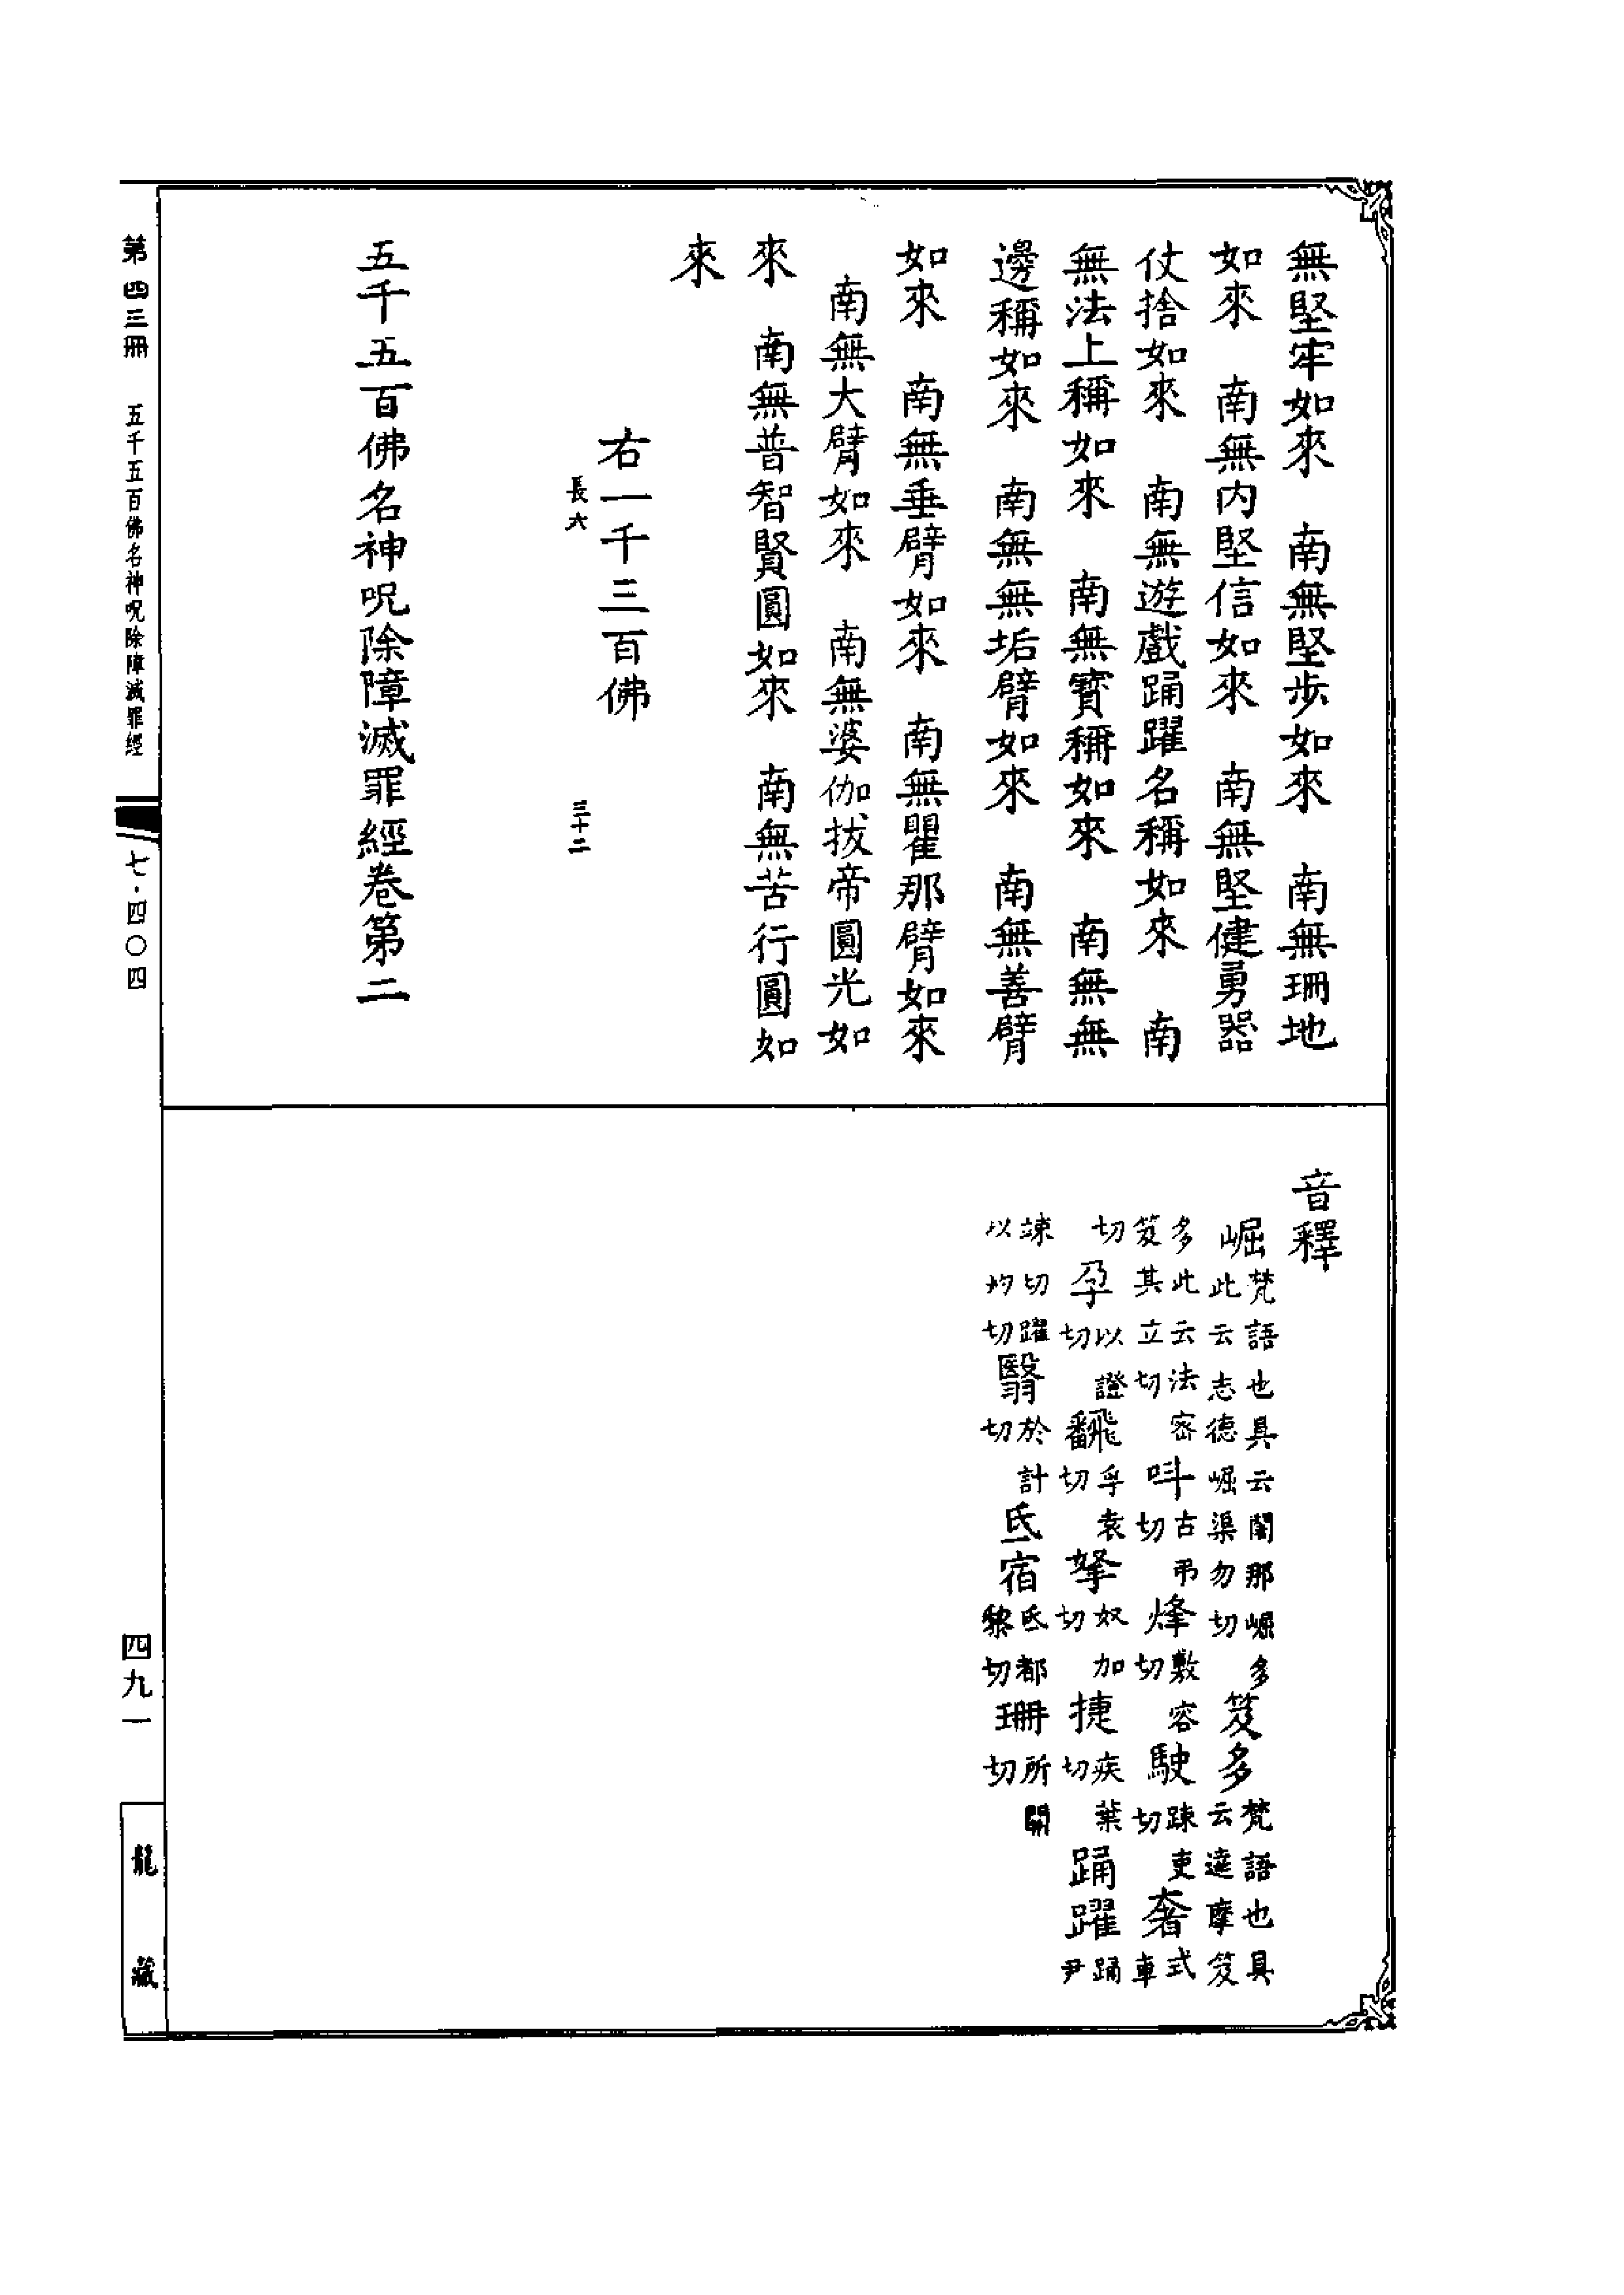 無堅牢如來　南無堅步如來　南無珊地
如來　南無内堅信如來　南無堅健勇器
仗捨如來　南無遊戲踊躍名稱如來　南
無法上稱如來　南無寶稱如來　南無無
邊稱如來　南無無垢臂如來　南無善臂
如來　南無垂臂如來　南無瞿那臂如來
南無大臂如來　南無婆伽拔帝圓光如
來　南無普智賢圓如來　南無苦行圓如
來
右一千三百佛
長六　三十二
五千五百佛名神呪除障滅罪經卷第二
音釋
崛梵語也具云闍那崛多此云志德崛渠勿切 笈多梵語也具云達摩笈
多此云法密笈其立切 呌古弔切 烽敷容切 駛踈吏切 奢式車
切 孕以證切 飜孚袁切 拏奴加切 捷疾葉切 踊躍踊尹
竦切躍以灼切 翳於計切 氐宿氐都黎切 珊所閒切
第四三冊　五千五百佛名神呪除障滅罪經
七·四〇四
四九一
龍藏